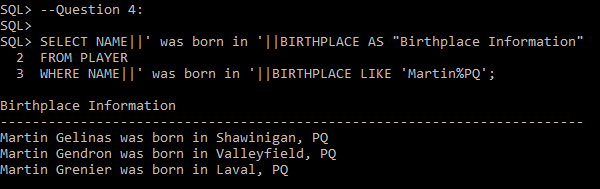 SQL> --Question 4:
SQL>
SQL> SELECT NAME||' was born in '||BIRTHPLACE AS "Birthplace Information"
  2  FROM PLAYER
  3  WHERE NAME||' was born in '||BIRTHPLACE LIKE 'Martin%PQ';

Birthplace Information
-------------------------------------------------------------------------
Martin Gelinas was born in Shawinigan, PQ
Martin Gendron was born in Valleyfield, PQ
Martin Grenier was born in Laval, PQ